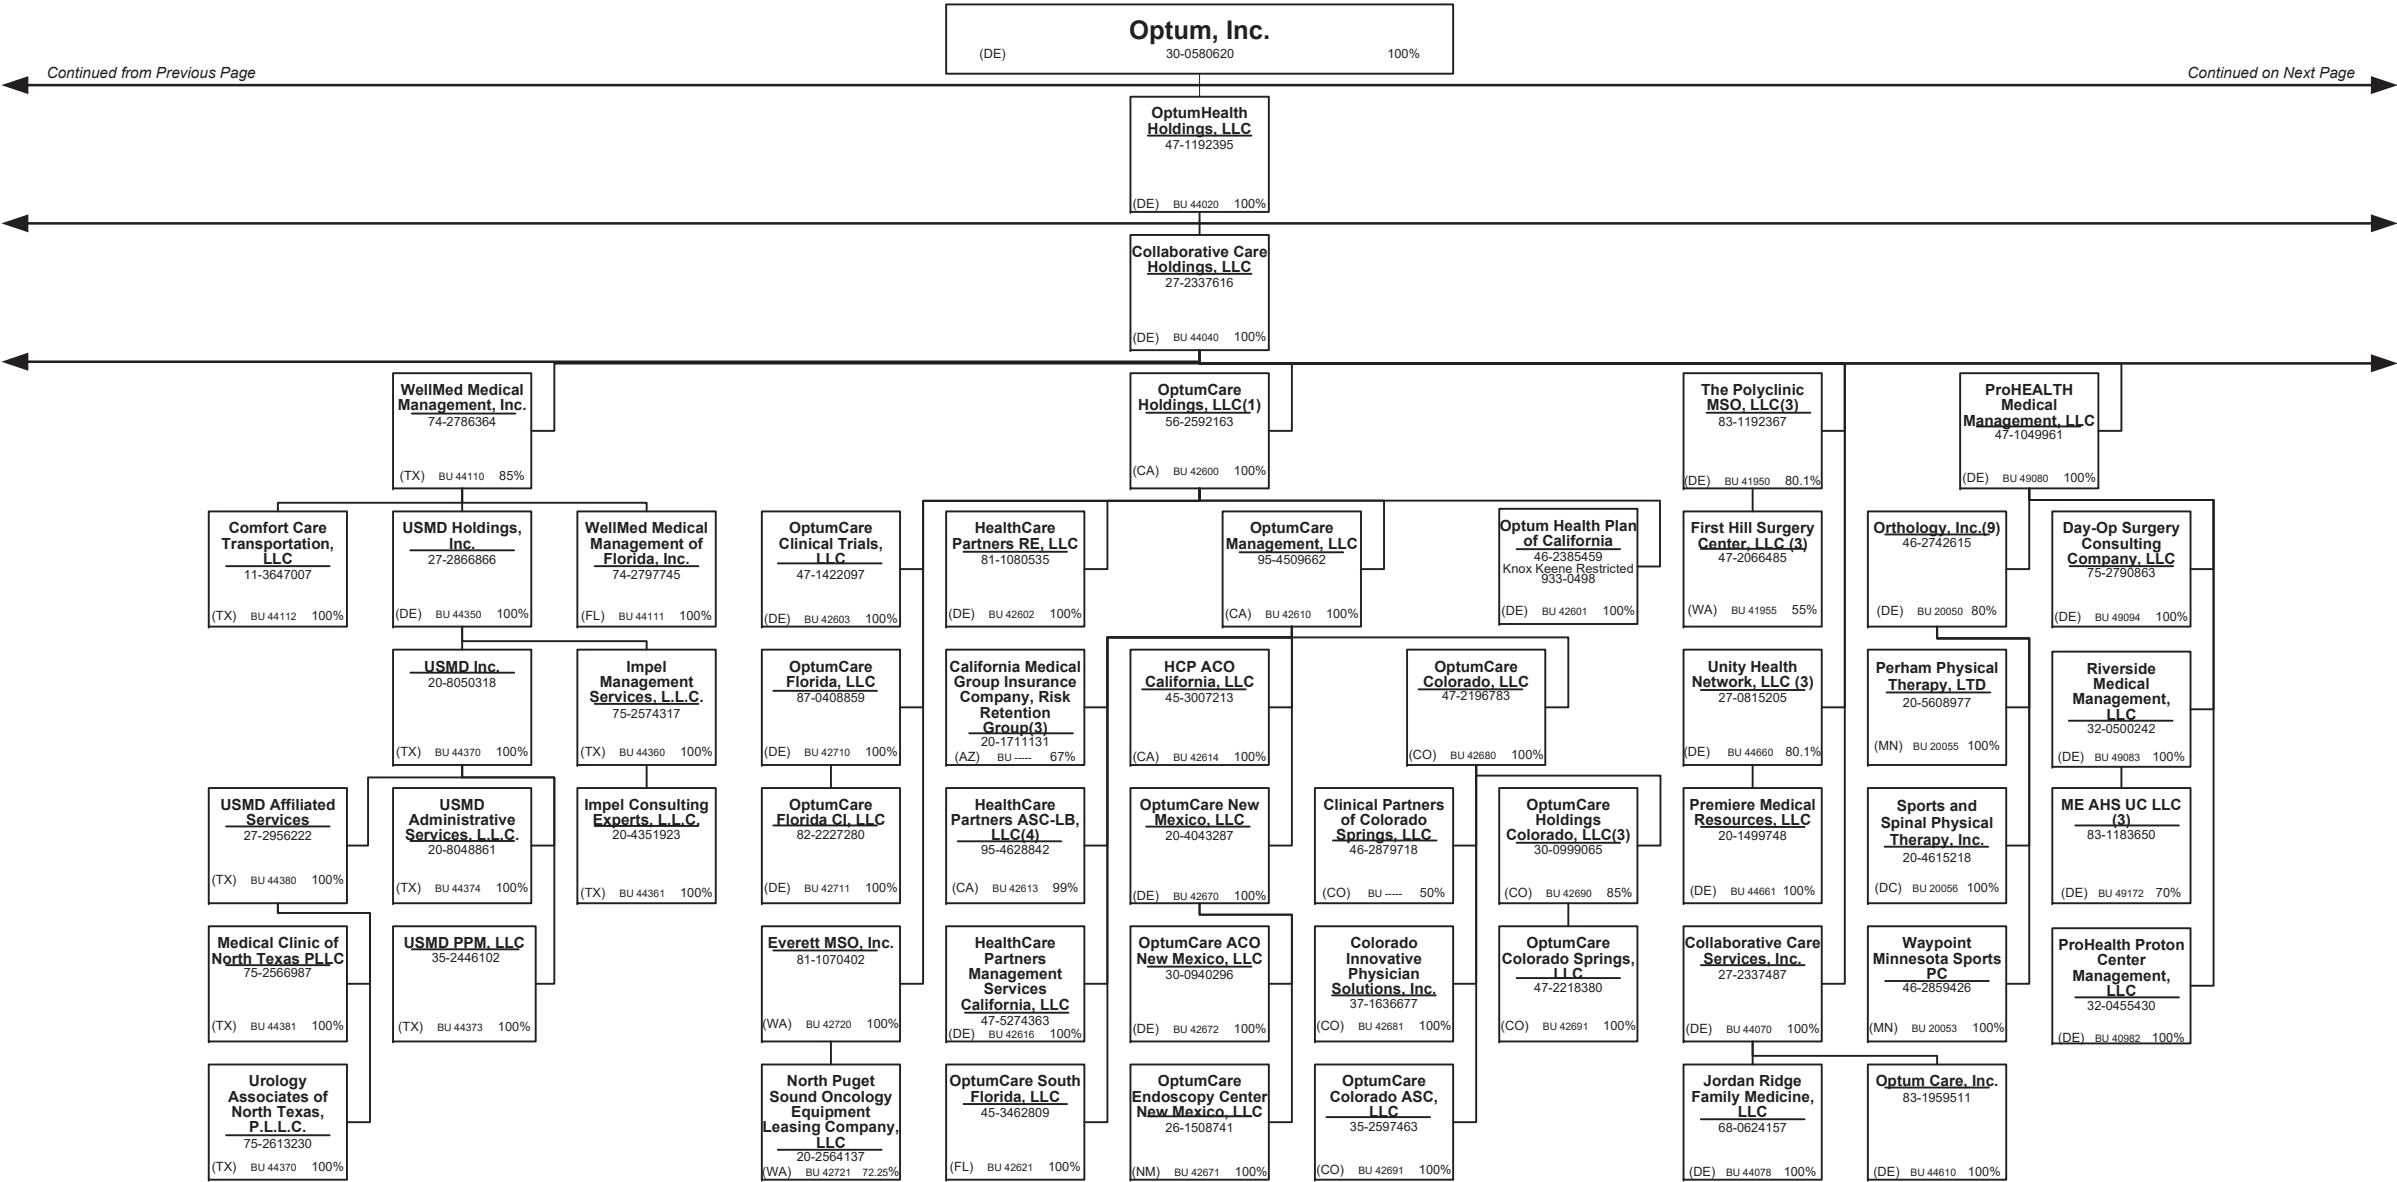 Optum, Inc.
(DE) 30-0580620 100%
Continued from Previous Page
Continued on Next Page
OptumHealth
Holdings, LLC
47-1192395
(DE) BU 44020 100%
Collaborative Care
Holdings, LLC
27-2337616
(DE) BU 44040 100%
WellMed Medical
Management, Inc.
74-2786364
(TX) BU 44110 85%
OptumCare
Holdings, LLC(1)
56-2592163
(CA) BU 42600 100%
The Polyclinic
MSO, LLC(3)
83-1192367
(DE) BU 41950 80.1%
ProHEALTH
Medical
Management, LLC
47-1049961
(DE) BU 49080 100%
Comfort Care
Transportation,
LLC
11-3647007
(TX) BU 44112 100%
USMD Holdings,
Inc.
27-2866866
(DE) BU 44350 100%
WellMed Medical
Management of
Florida, Inc.
74-2797745
(FL) BU 44111 100%
OptumCare
Clinical Trials,
LLC
47-1422097
(DE) BU 42603 100%
HealthCare
Partners RE, LLC
81-1080535
(DE) BU 42602 100%
OptumCare
Management, LLC
95-4509662
(CA) BU 42610 100%
Optum Health Plan
of California
46-2385459
Knox Keene Restricted
933-0498
(DE) BU 42601 100%
First Hill Surgery
Center, LLC (3)
47-2066485
(WA) BU 41955 55%
Orthology, Inc.(9)
46-2742615
(DE) BU 20050 80%
Day-Op Surgery
Consulting
Company, LLC
75-2790863
(DE) BU 49094 100%
USMD Inc.
20-8050318
(TX) BU 44370 100%
Impel
Management
Services, L.L.C.
75-2574317
(TX) BU 44360 100%
OptumCare
Florida, LLC
87-0408859
(DE) BU 42710 100%
California Medical
Group Insurance
Company, Risk
Retention
Group(3)
20-1711131
(AZ) BU ----- 67%
HCP ACO
California, LLC
45-3007213
(CA) BU 42614 100%
OptumCare
Colorado, LLC
47-2196783
(CO) BU 42680 100%
Unity Health
Network, LLC (3)
27-0815205
(DE) BU 44660 80.1%
Perham Physical
Therapy, LTD
20-5608977
(MN) BU 20055 100%
Riverside
Medical
Management,
LLC
32-0500242
(DE) BU 49083 100%
USMD Affiliated
Services
27-2956222
(TX) BU 44380 100%
USMD
Administrative
Services, L.L.C.
20-8048861
(TX) BU 44374 100%
Impel Consulting
Experts, L.L.C.
20-4351923
(TX) BU 44361 100%
OptumCare
Florida CI, LLC
82-2227280
(DE) BU 42711 100%
HealthCare
Partners ASC-LB,
LLC(4)
95-4628842
(CA) BU 42613 99%
OptumCare New
Mexico, LLC
20-4043287
(DE) BU 42670 100%
Clinical Partners
of Colorado
Springs, LLC
46-2879718
(CO) BU ----- 50%
OptumCare
Holdings
Colorado, LLC(3)
30-0999065
(CO) BU 42690 85%
Premiere Medical
Resources, LLC
20-1499748
(DE) BU 44661 100%
Sports and
Spinal Physical
Therapy, Inc.
20-4615218
(DC) BU 20056 100%
ME AHS UC LLC
(3)
83-1183650
(DE) BU 49172 70%
Medical Clinic of
North Texas PLLC
75-2566987
(TX) BU 44381 100%
USMD PPM, LLC
35-2446102
(TX) BU 44373 100%
Everett MSO, Inc.
81-1070402
(WA) BU 42720 100%
HealthCare
Partners
Management
Services
California, LLC
47-5274363
(DE) BU 42616 100%
OptumCare ACO
New Mexico, LLC
30-0940296
(DE) BU 42672 100%
Colorado
Innovative
Physician
Solutions, Inc.
37-1636677
(CO) BU 42681 100%
OptumCare
Colorado Springs,
LLC
47-2218380
(CO) BU 42691 100%
Collaborative Care
Services, Inc.
27-2337487
(DE) BU 44070 100%
Waypoint
Minnesota Sports
PC
46-2859426
(MN) BU 20053 100%
ProHealth Proton
Center
Management,
LLC
32-0455430
(DE) BU 40982 100%
Urology
Associates of
North Texas,
P.L.L.C.
75-2613230
(TX) BU 44370 100%
North Puget
Sound Oncology
Equipment
Leasing Company,
LLC
20-2564137
(WA) BU 42721 72.25%
OptumCare South
Florida, LLC
45-3462809
(FL) BU 42621 100%
OptumCare
Endoscopy Center
New Mexico, LLC
26-1508741
(NM) BU 42671 100%
OptumCare
Colorado ASC,
LLC
35-2597463
(CO) BU 42691 100%
Jordan Ridge
Family Medicine,
LLC
68-0624157
(DE) BU 44078 100%
Optum Care, Inc.
83-1959511
(DE) BU 44610 100%